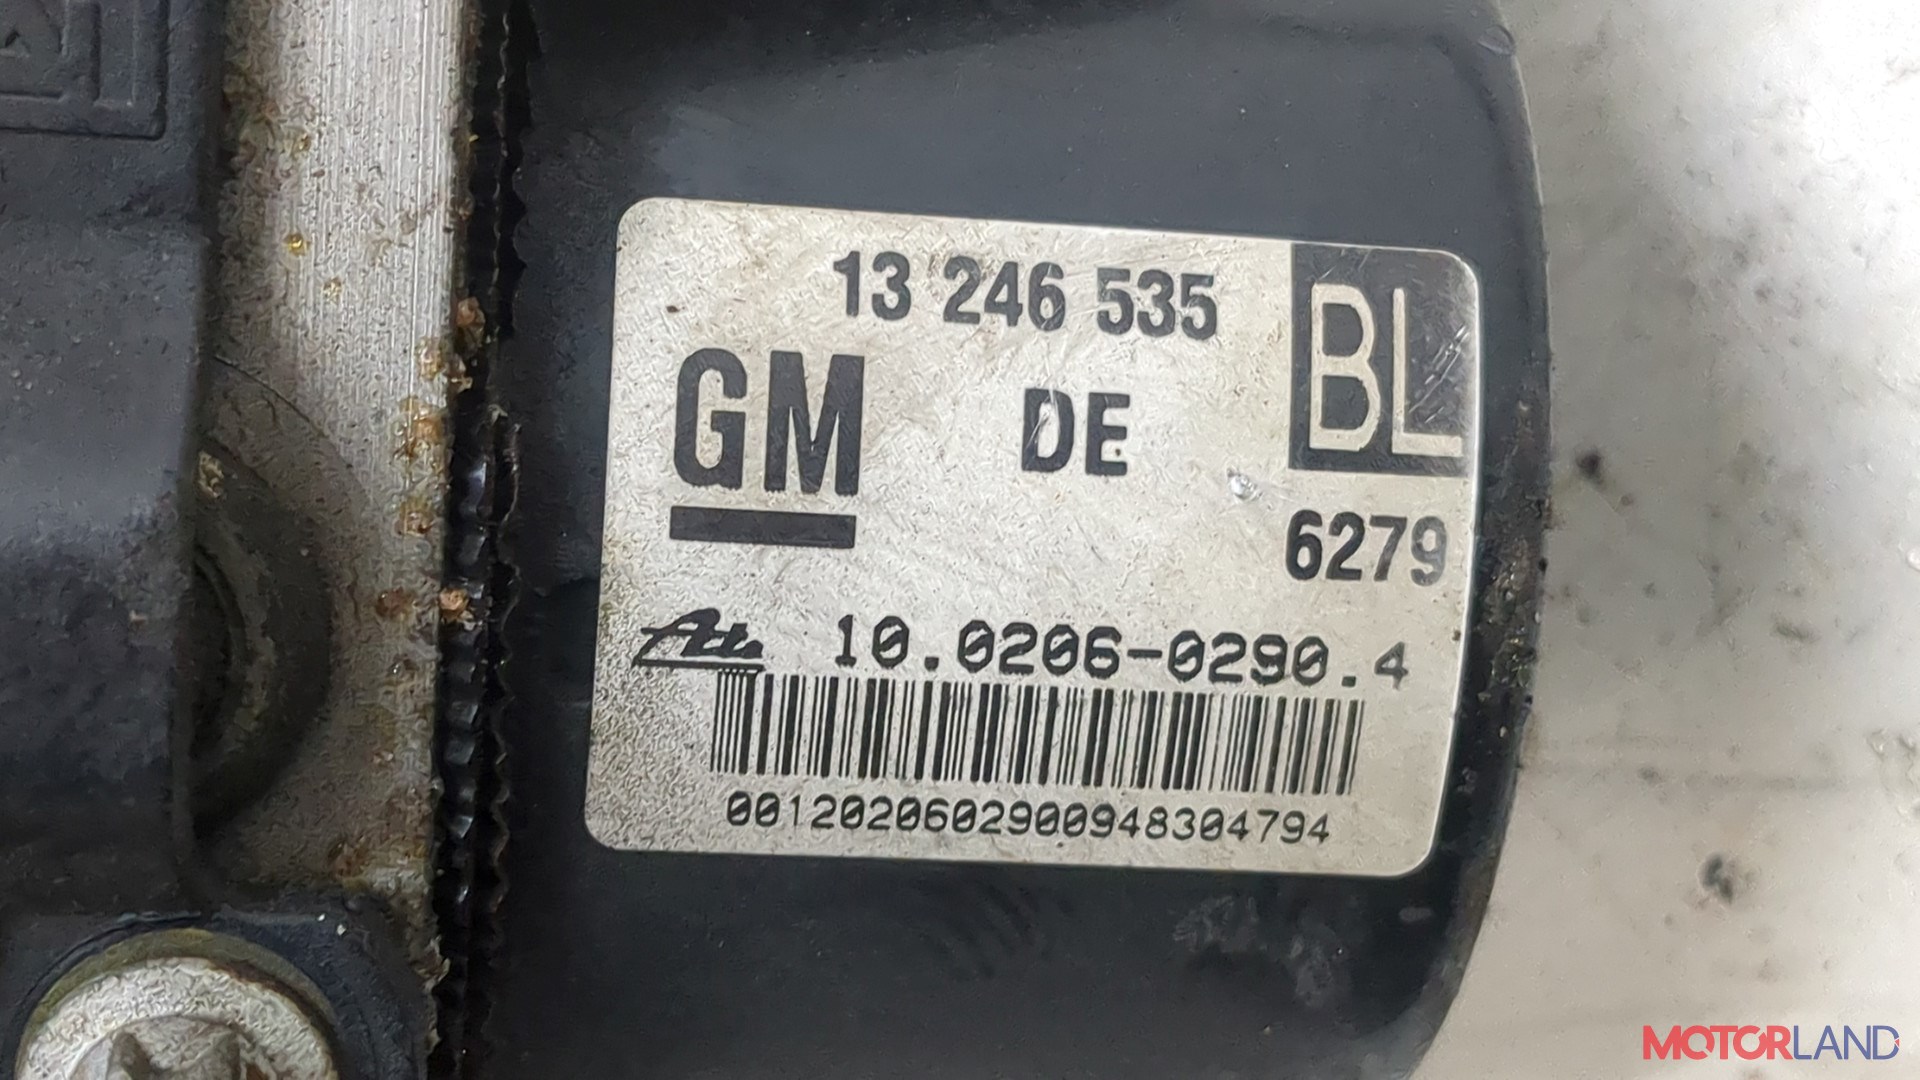 13 246 535
BL
GM
DE
6279
Ate 10.0206-0290.4
0012020602900948304794
MOTORLAND